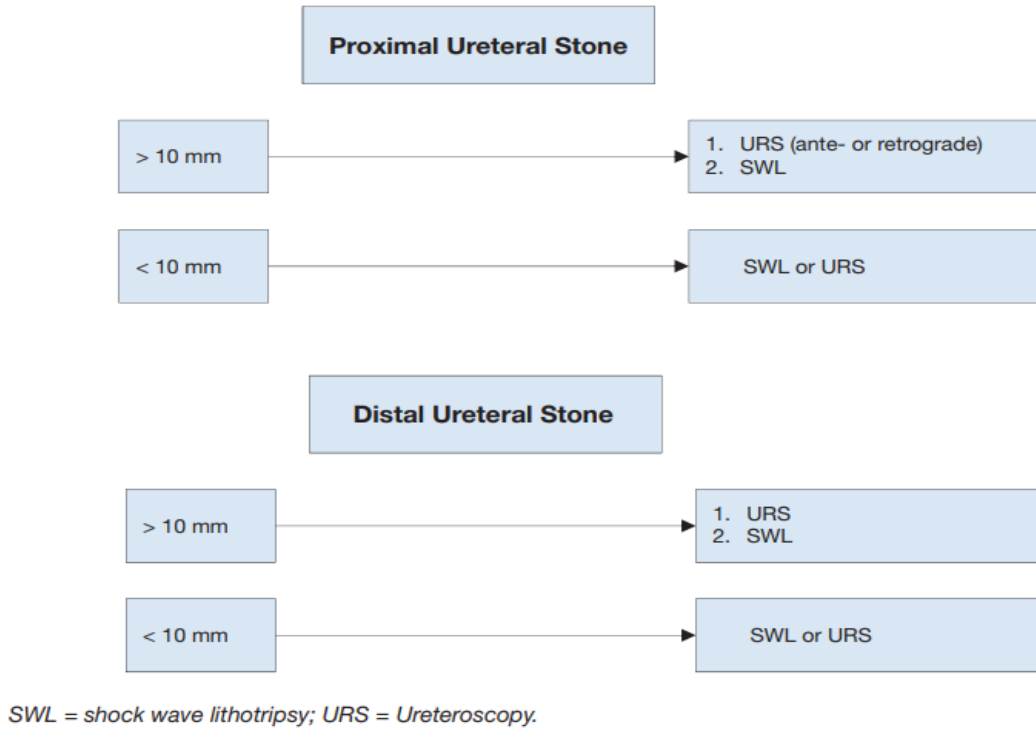 Proximal Ureteral Stone
> 10 mm
1. URS (ante- or retrograde)
2. SWL
< 10 mm
SWL or URS
Distal Ureteral Stone
> 10 mm
1. URS
2. SWL
< 10 mm
SWL or URS
SWL = shock wave lithotripsy; URS = Ureteroscopy.